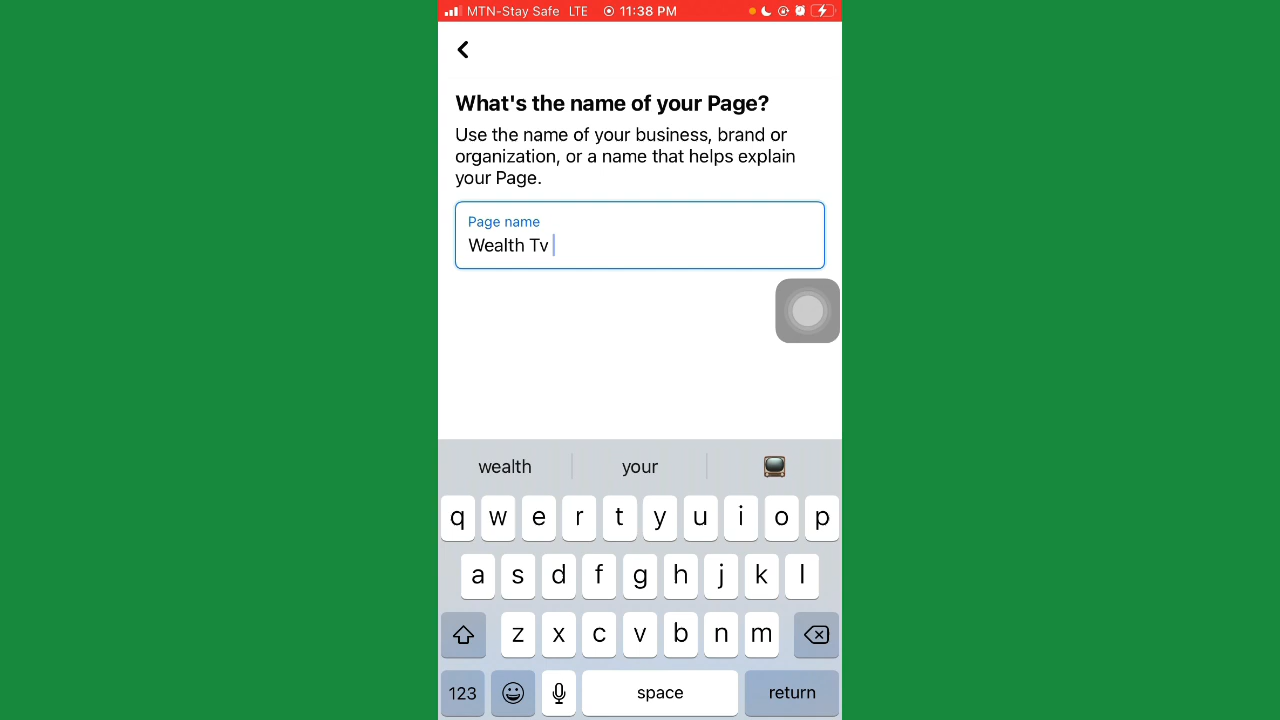 MTN-Stay Safe LTE 11:38 PM
What's the name of your Page?
Use the name of your business, brand or
organization, or a name that helps explain
your Page.
Page name
Wealth Tv
wealth your
q w e r t y u i o p
a s d f g h j k l
z x c v b n m
123 space return